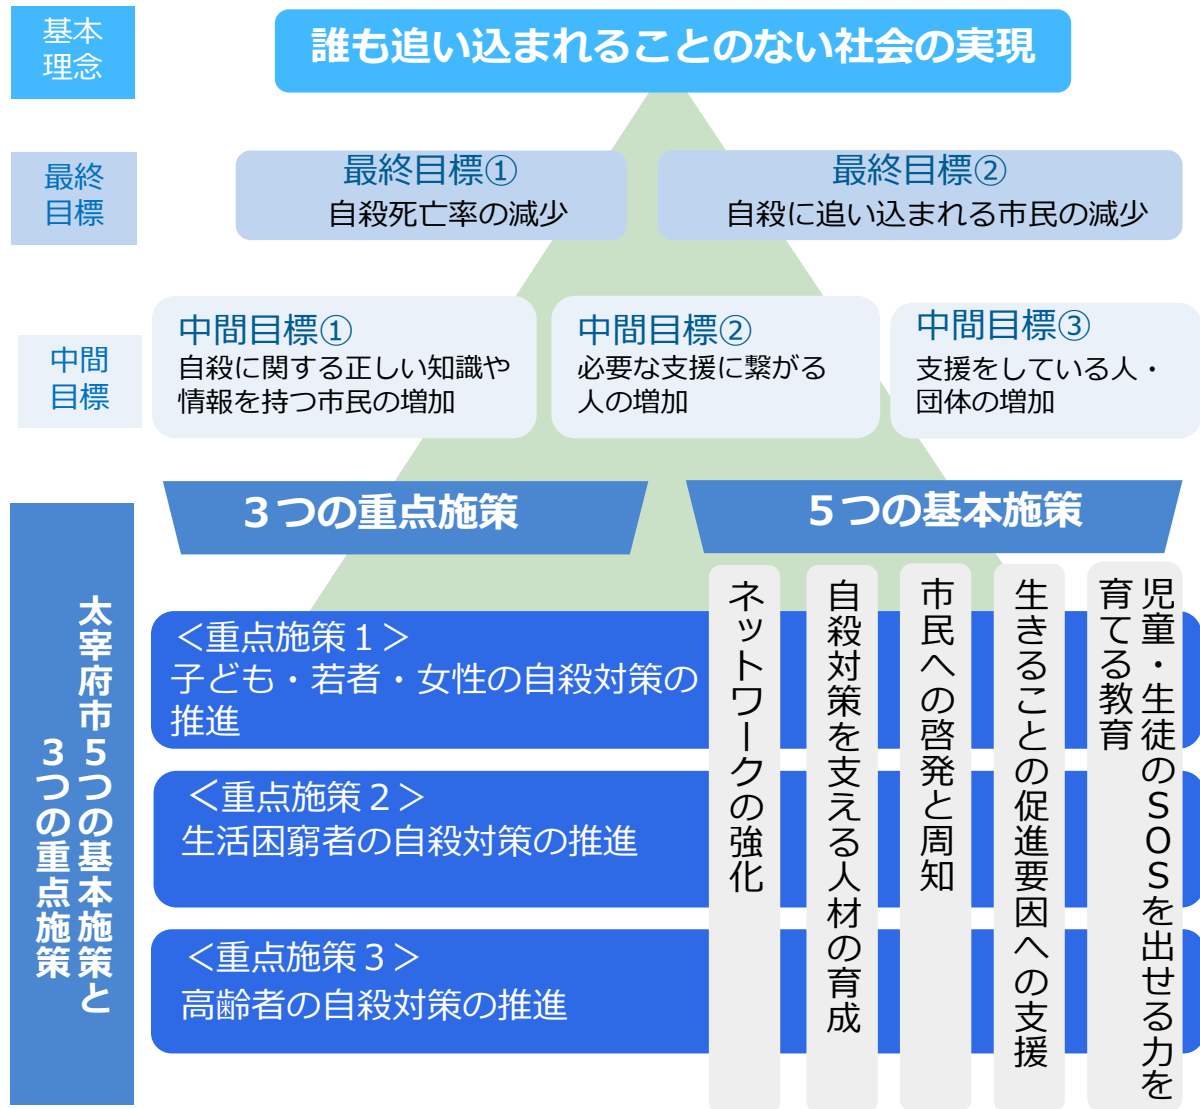 基本
理念
誰も追い込まれることのない社会の実現
最終
目標
最終目標①
自殺死亡率の減少
最終目標②
自殺に追い込まれる市民の減少
中間
目標
中間目標①
自殺に関する正しい知識や
情報を持つ市民の増加
中間目標②
必要な支援に繋がる
人の増加
中間目標③
支援をしている人・
団体の増加
太宰府市５つの基本施策と
３つの重点施策
３つの重点施策
５つの基本施策
＜重点施策１＞
子ども・若者・女性の自殺対策の
推進
＜重点施策２＞
生活困窮者の自殺対策の推進
＜重点施策３＞
高齢者の自殺対策の推進
ネットワークの強化
自殺対策を支える人材の育成
市民への啓発と周知
生きることの促進要因への支援
児童・生徒のＳＯＳを出せる力を
育てる教育